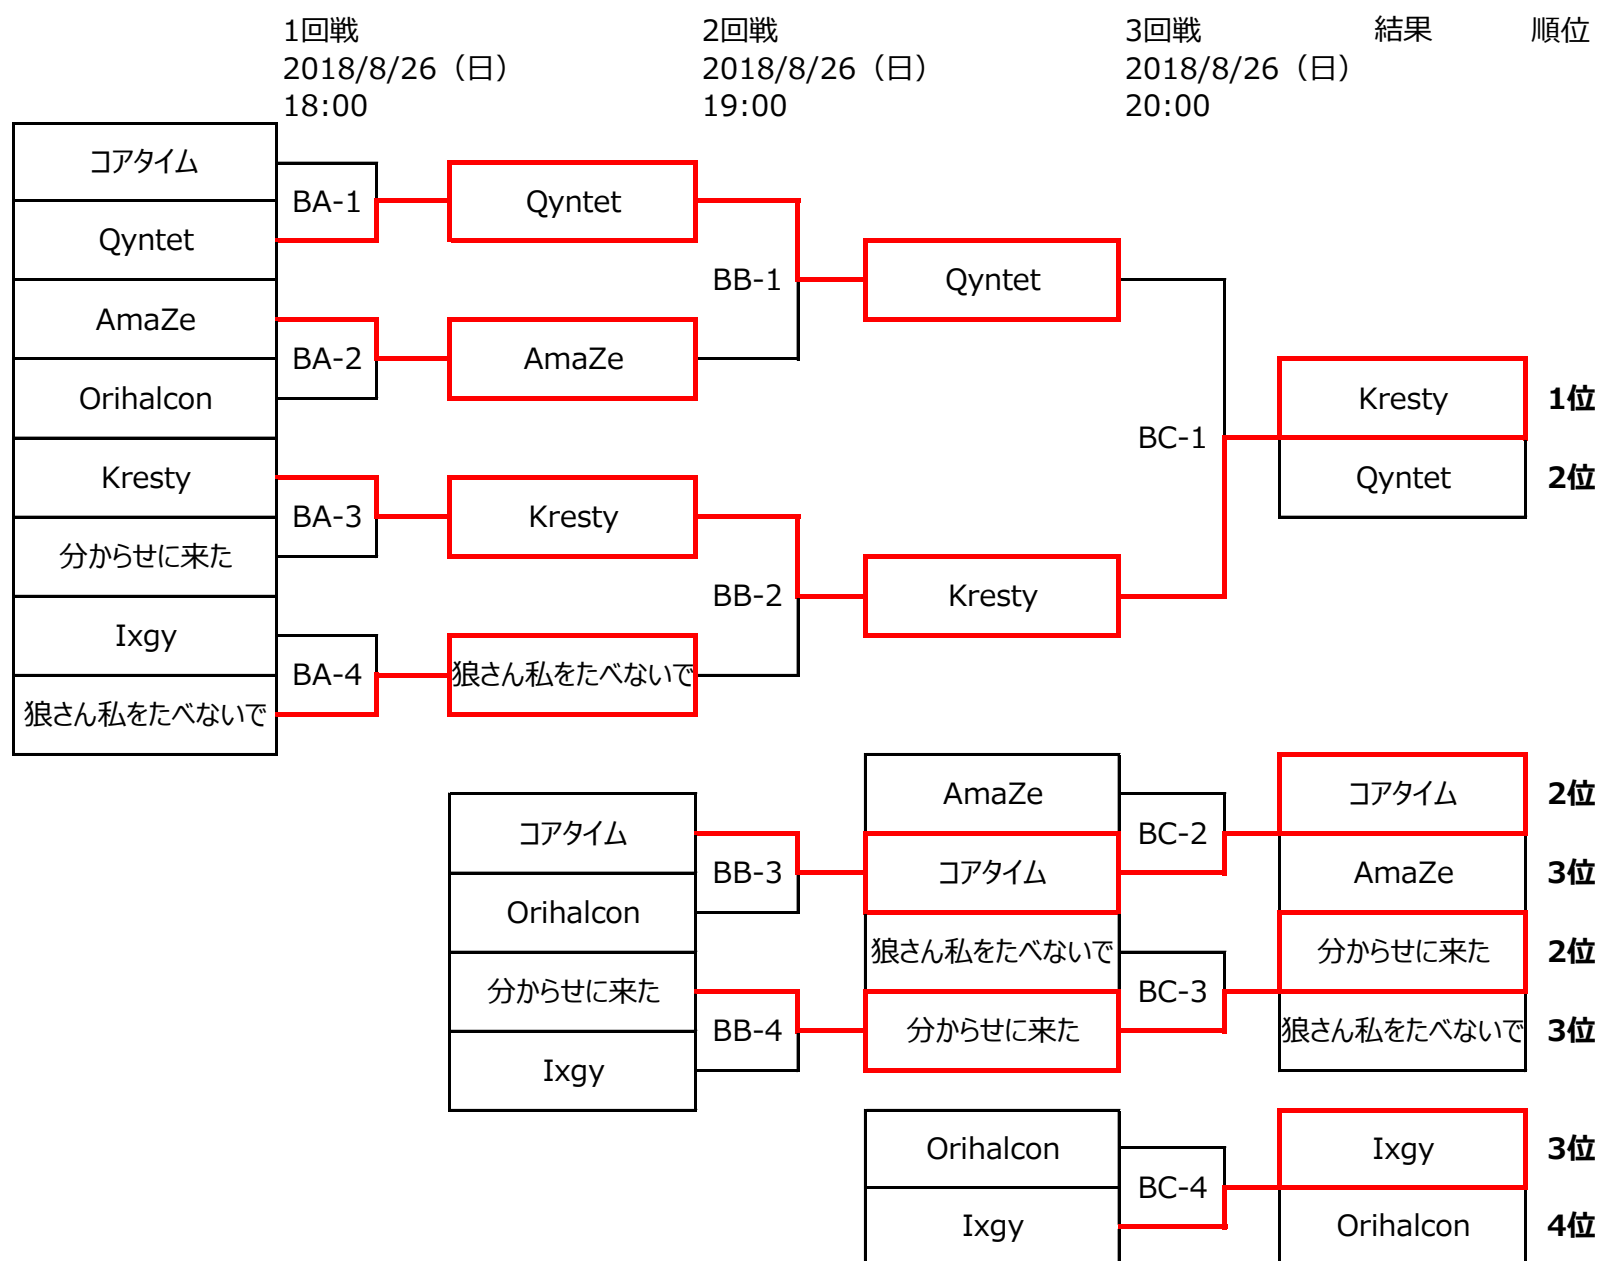 1回戦
2018/8/26（日）
18:00
2回戦
2018/8/26（日）
19:00
3回戦
2018/8/26（日）
20:00
結果
順位
コアタイム
Qyntet
AmaZe
Orihalcon
Kresty
分からせに来た
Ixgy
狼さん私をたべないで
BA-1
BA-2
BA-3
BA-4
Qyntet
AmaZe
Kresty
狼さん私をたべないで
BB-1
BB-2
Qyntet
Kresty
BC-1
Kresty
1位
Qyntet
2位
コアタイム
Orihalcon
分からせに来た
Ixgy
BB-3
BB-4
AmaZe
コアタイム
狼さん私をたべないで
分からせに来た
BC-2
BC-3
コアタイム
2位
AmaZe
3位
分からせに来た
2位
狼さん私をたべないで
3位
Orihalcon
Ixgy
BC-4
Ixgy
3位
Orihalcon
4位